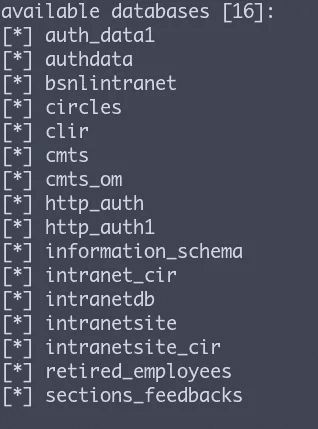 available databases [16]:
[*] auth_data1
[*] authdata
[*] bsnlintranet
[*] circles
[*] clir
[*] cmts
[*] cmts_om
[*] http_auth
[*] http_auth1
[*] information_schema
[*] intranet_cir
[*] intranetdb
[*] intranetsite
[*] intranetsite_cir
[*] retired_employees
[*] sections_feedbacks